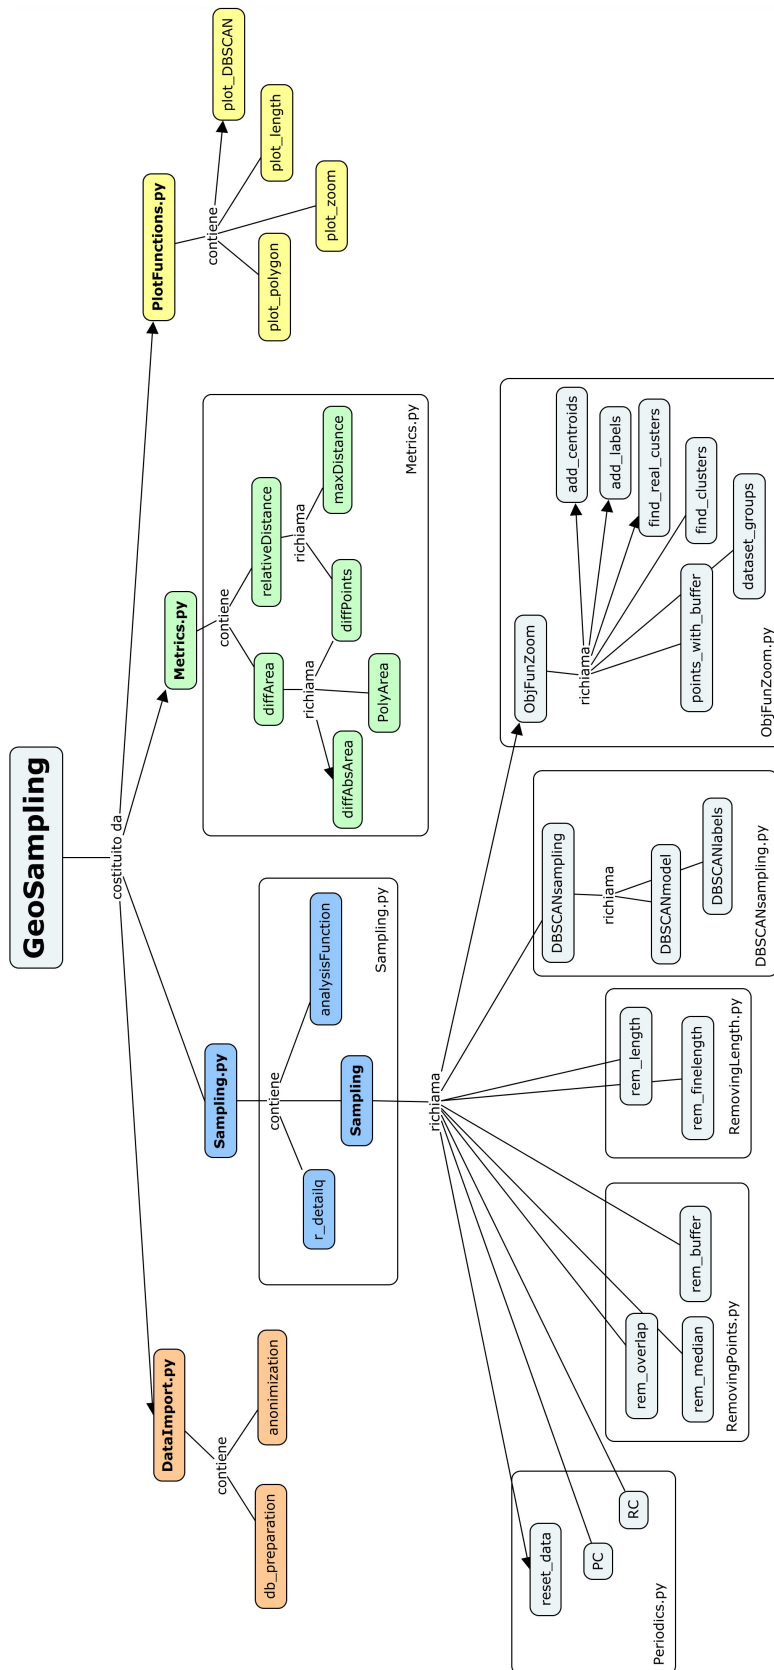 GeoSampling
costituito da
DataImport.py
contiene
db_preparation
anonimization
Sampling.py
contiene
r_detailq
Sampling
analysisFunction
Sampling.py
Metrics.py
contiene
diffArea
relativeDistance
richiama
richiama
diffAbsArea
PolyArea
diffPoints
maxDistance
Metrics.py
PlotFunctions.py
contiene
plot_polygon
plot_zoom
plot_length
plot_DBSCAN
richiama
reset_data
PC
RC
Periodics.py
rem_overlap
rem_median
rem_buffer
RemovingPoints.py
rem_length
rem_finelength
RemovingLength.py
DBSCANsampling
richiama
DBSCANmodel
DBSCANlabels
DBSCANsampling.py
ObjFunZoom
richiama
add_centroids
add_labels
find_real_custers
find_clusters
points_with_buffer
dataset_groups
ObjFunZoom.py